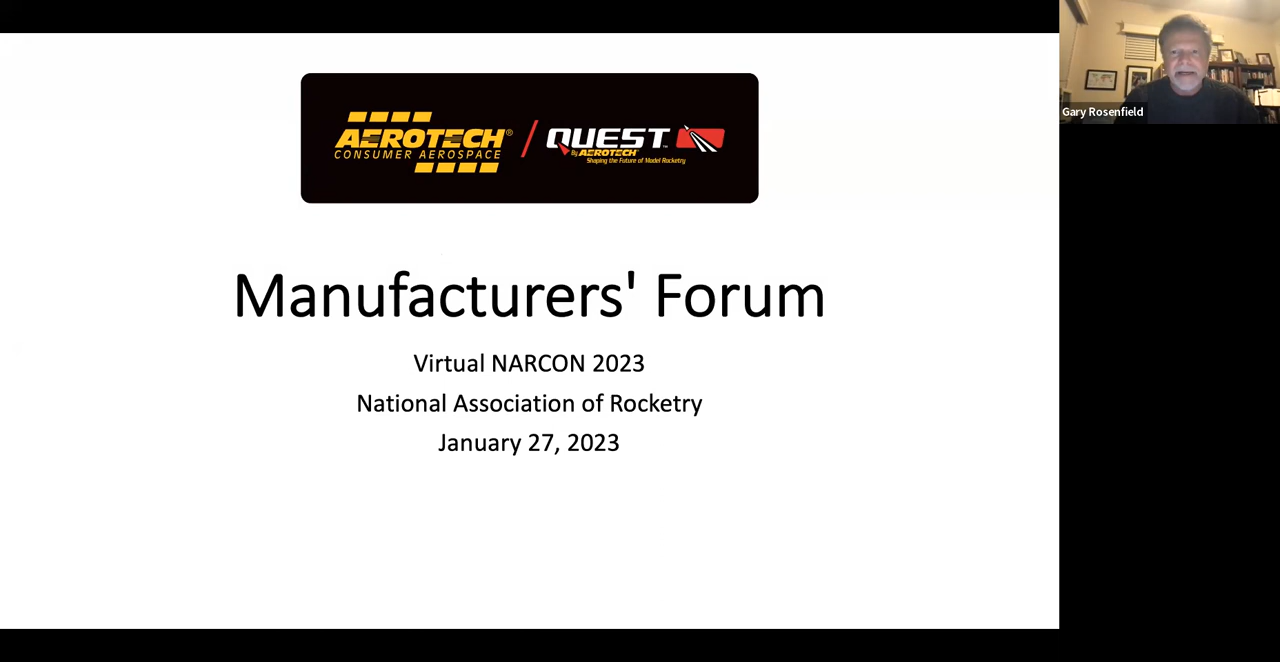 AEROTECH®
CONSUMER AEROSPACE
/
QUEST™
By AEROTECH
Shaping the Future of Model Rocketry
Manufacturers' Forum
Virtual NARCON 2023
National Association of Rocketry
January 27, 2023
Gary Rosenfield